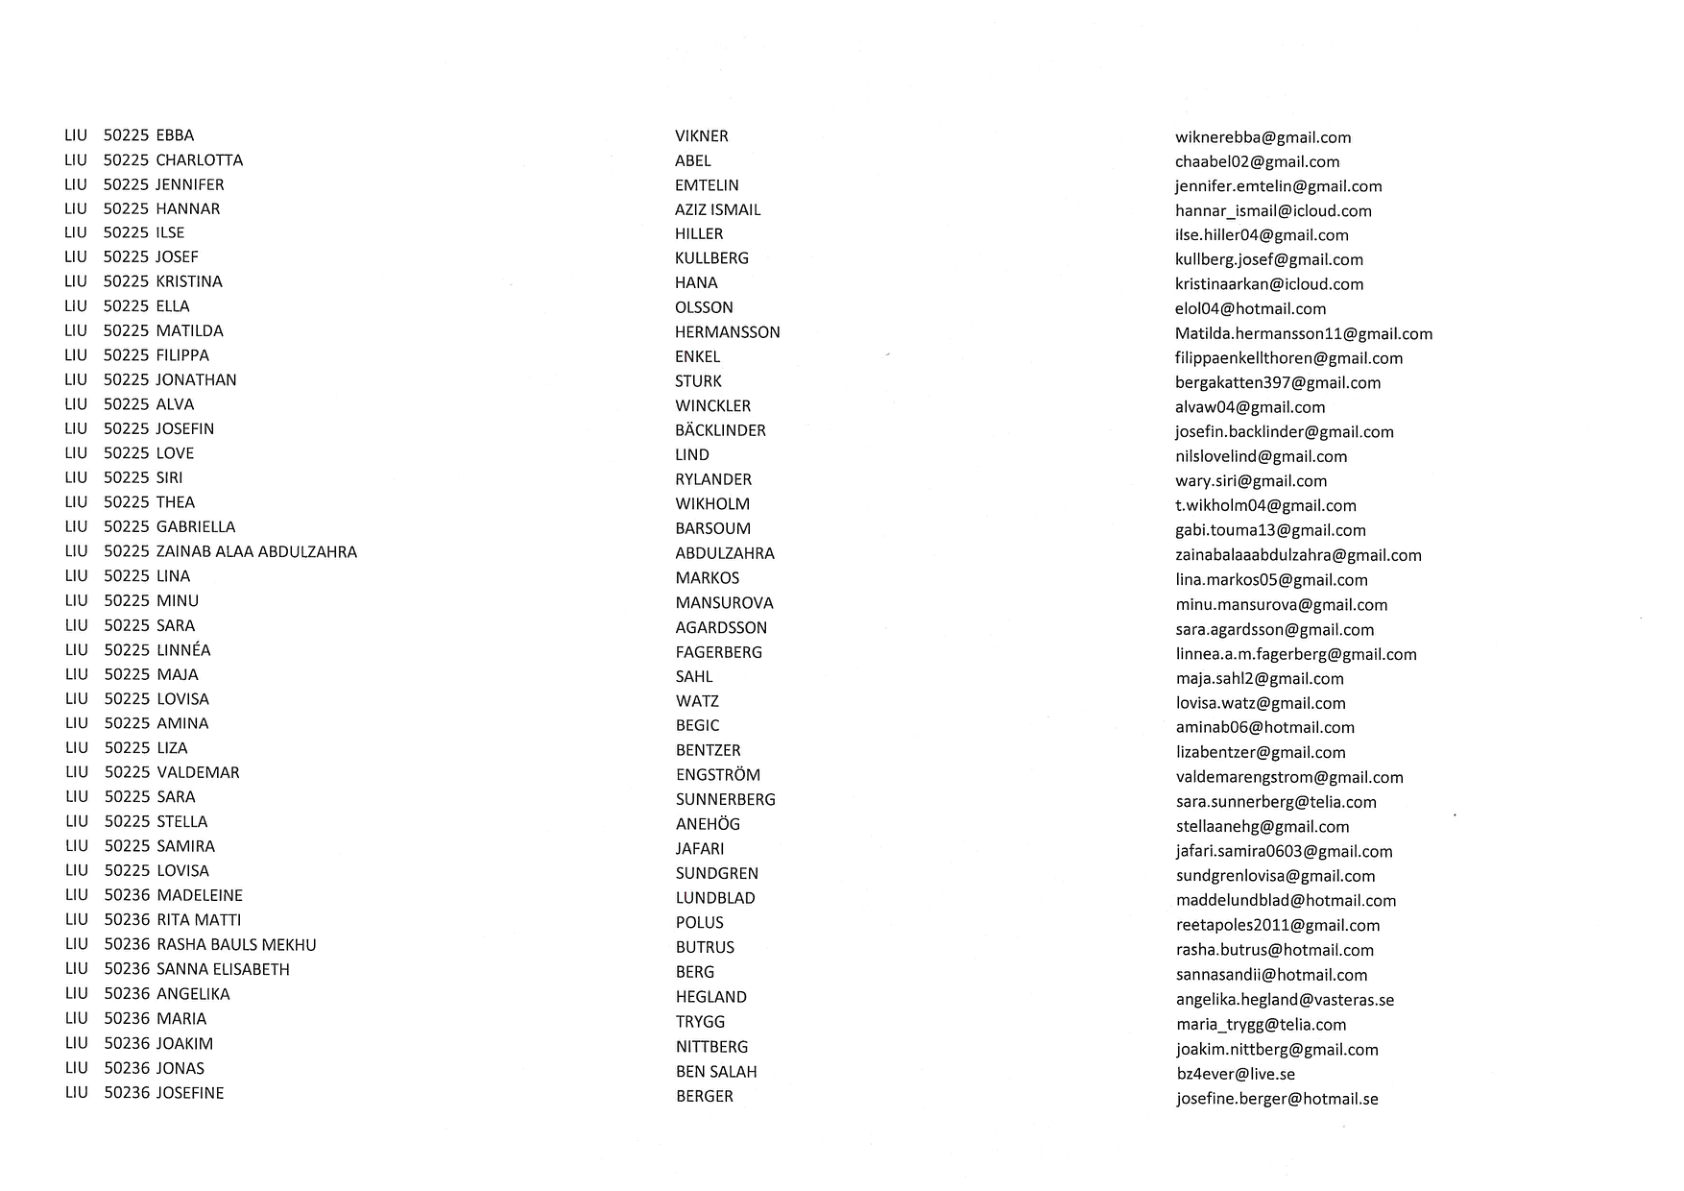 LIU 50225 EBBA VIKNER wiknerebba@gmail.com
LIU 50225 CHARLOTTA ABEL chaabel02@gmail.com
LIU 50225 JENNIFER EMTELIN jennifer.emtelin@gmail.com
LIU 50225 HANNAR AZIZ ISMAIL hannar_ismail@icloud.com
LIU 50225 ILSE HILLER ilse.hiller04@gmail.com
LIU 50225 JOSEF KULLBERG kullberg.josef@gmail.com
LIU 50225 KRISTINA HANA kristinaarkan@icloud.com
LIU 50225 ELLA OLSSON elol04@hotmail.com
LIU 50225 MATILDA HERMANSSON Matilda.hermansson11@gmail.com
LIU 50225 FILIPPA ENKEL filippaenkellthoren@gmail.com
LIU 50225 JONATHAN STURK bergakatten397@gmail.com
LIU 50225 ALVA WINCKLER alvaw04@gmail.com
LIU 50225 JOSEFIN BÄCKLINDER josefin.backlinder@gmail.com
LIU 50225 LOVE LIND nilslovelind@gmail.com
LIU 50225 SIRI RYLANDER wary.siri@gmail.com
LIU 50225 THEA WIKHOLM t.wikholm04@gmail.com
LIU 50225 GABRIELLA BARSOUM gabi.touma13@gmail.com
LIU 50225 ZAINAB ALAA ABDULZAHRA ABDULZAHRA zainabalaaabdulzahra@gmail.com
LIU 50225 LINA MARKOS lina.markos05@gmail.com
LIU 50225 MINU MANSUROVA minu.mansurova@gmail.com
LIU 50225 SARA AGARDSSON sara.agardsson@gmail.com
LIU 50225 LINNÉA FAGERBERG linnea.a.m.fagerberg@gmail.com
LIU 50225 MAJA SAHL maja.sahl2@gmail.com
LIU 50225 LOVISA WATZ lovisa.watz@gmail.com
LIU 50225 AMINA BEGIC aminab06@hotmail.com
LIU 50225 LIZA BENTZER lizabentzer@gmail.com
LIU 50225 VALDEMAR ENGSTRÖM valdemarengstrom@gmail.com
LIU 50225 SARA SUNNERBERG sara.sunnerberg@telia.com
LIU 50225 STELLA ANEHÖG stellaanehg@gmail.com
LIU 50225 SAMIRA JAFARI jafari.samira0603@gmail.com
LIU 50225 LOVISA SUNDGREN sundgrenlovisa@gmail.com
LIU 50236 MADELEINE LUNDBLAD maddelundblad@hotmail.com
LIU 50236 RITA MATTI POLUS reetapoles2011@gmail.com
LIU 50236 RASHA BAULS MEKHU BUTRUS rasha.butrus@hotmail.com
LIU 50236 SANNA ELISABETH BERG sannasandii@hotmail.com
LIU 50236 ANGELIKA HEGLAND angelika.hegland@vasteras.se
LIU 50236 MARIA TRYGG maria_trygg@telia.com
LIU 50236 JOAKIM NITTBERG joakim.nittberg@gmail.com
LIU 50236 JONAS BEN SALAH bz4ever@live.se
LIU 50236 JOSEFINE BERGER josefine.berger@hotmail.se